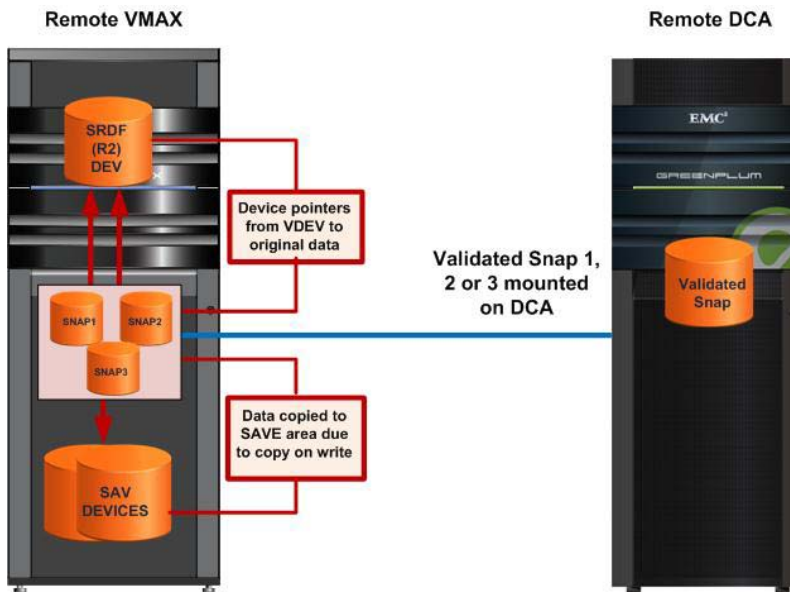 Remote VMAX
Remote DCA
SRDF
(R2)
DEV
X
EMC²
GREENPLUM
Device pointers
from VDEV to
original data
Validated Snap 1,
2 or 3 mounted
on DCA
Validated
Snap
SNAP1
SNAP2
SNAP3
Data copied to
SAVE area due
to copy on write
SAV
DEVICES